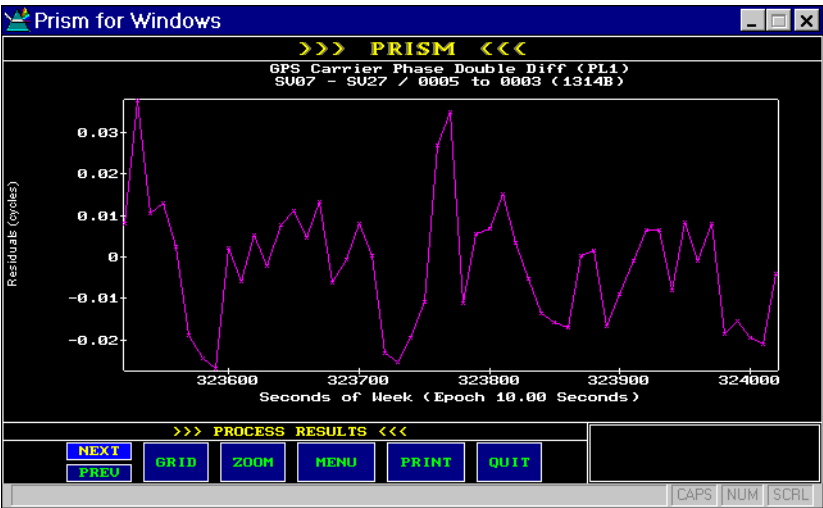 Prism for Windows
>>> PRISM <<<
GPS Carrier Phase Double Diff (PL1)
SV07 - SV27 / 0005 to 0003 (1314B)
0.03
0.02
0.01
0
-0.01
-0.02
Residuals (cycles)
323600 323700 323800 323900 324000
Seconds of Week (Epoch 10.00 Seconds)
>>> PROCESS RESULTS <<<
NEXT
PREV
GRID ZOOM MENU PRINT QUIT
CAPS NUM SCRL